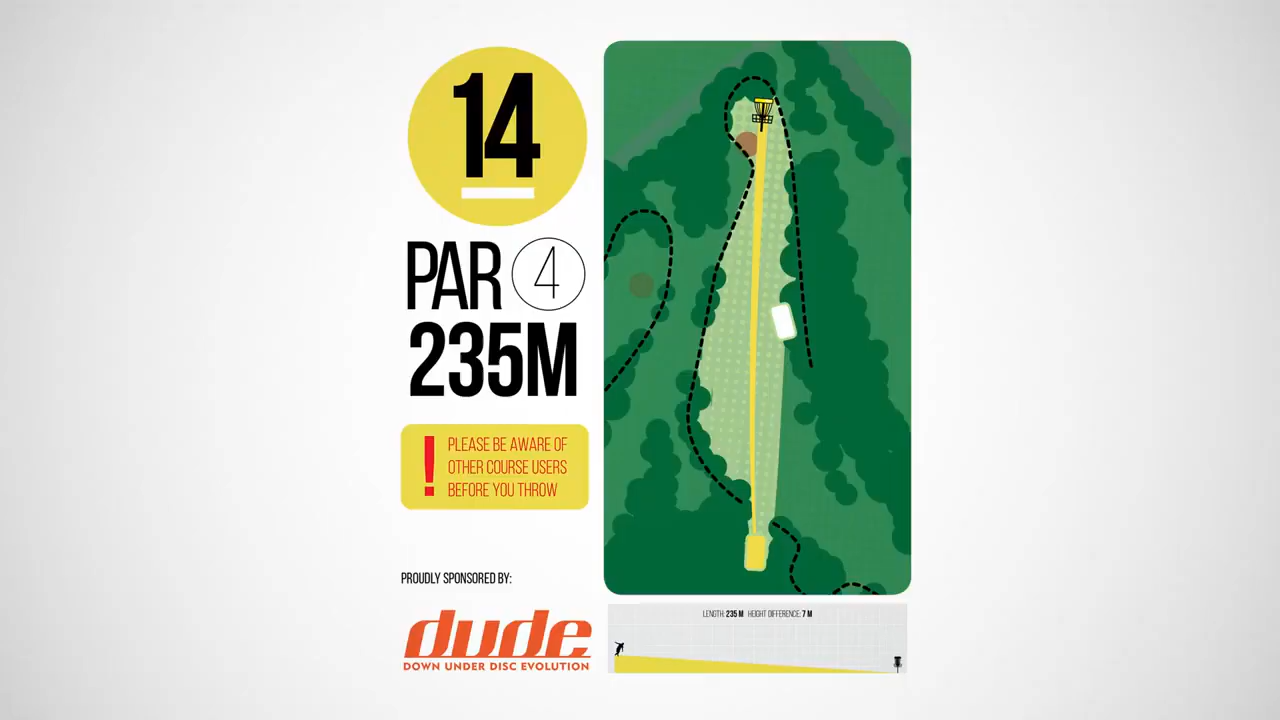 14
PAR 4
235M
! PLEASE BE AWARE OF
OTHER COURSE USERS
BEFORE YOU THROW
PROUDLY SPONSORED BY:
dude
DOWN UNDER DISC EVOLUTION
LENGTH: 235 M HEIGHT DIFFERENCE: 7 M